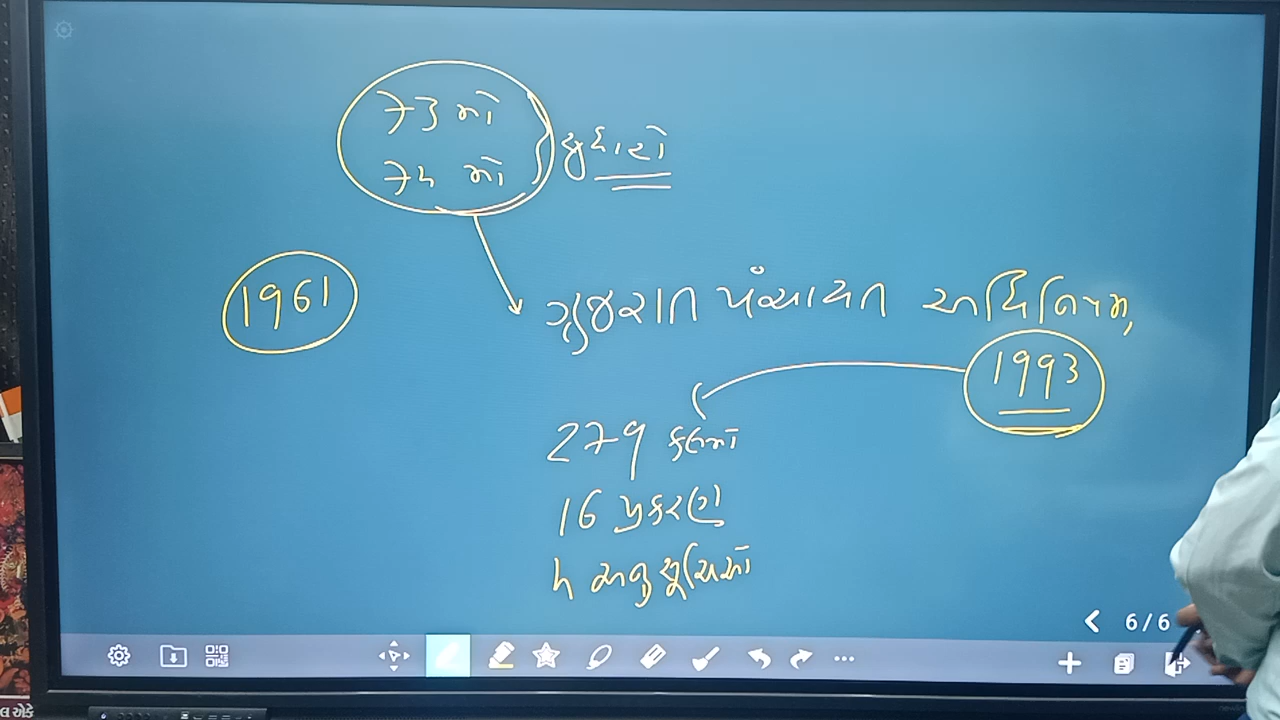 73 મો
74 મો
સુધારો
1961
ગુજરાત પંચાયત અધિનિયમ,
1993
279 કલમો
16 પ્રકરણ
4 અનુસૂચિઓ
6/6